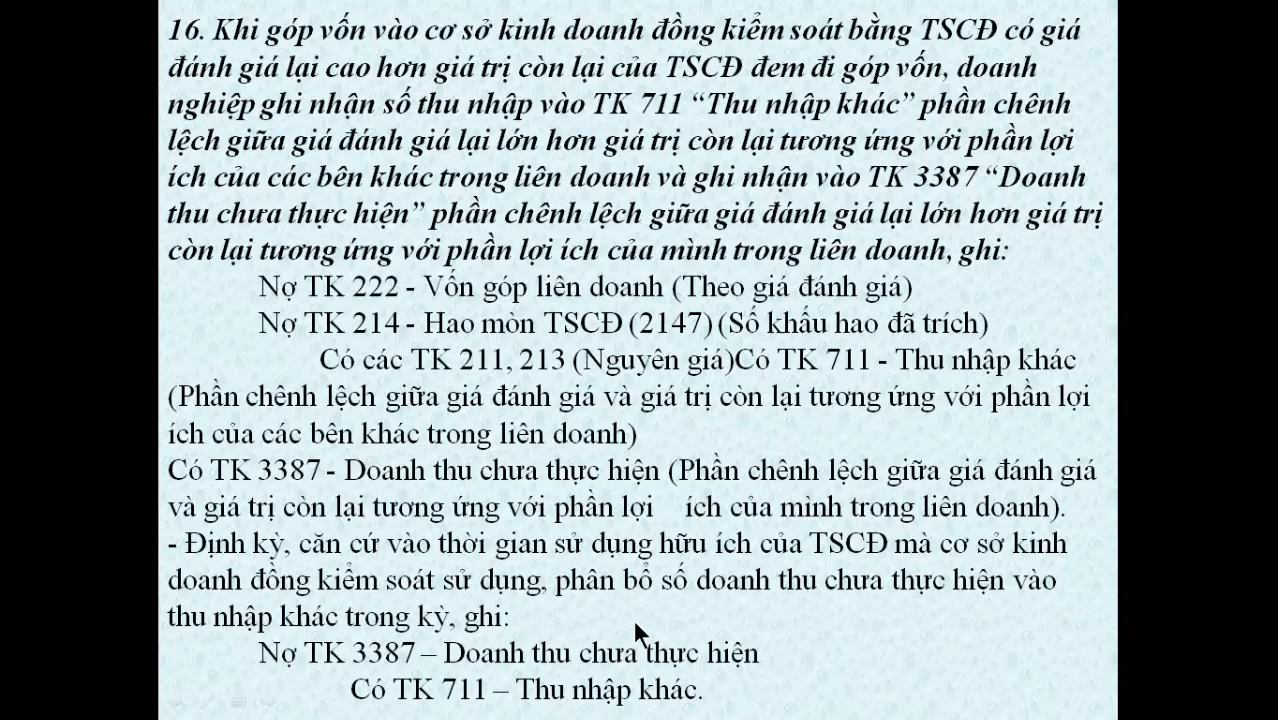 16. Khi góp vốn vào cơ sở kinh doanh đồng kiểm soát bằng TSCĐ có giá
đánh giá lại cao hơn giá trị còn lại của TSCĐ đem đi góp vốn, doanh
nghiệp ghi nhận số thu nhập vào TK 711 “Thu nhập khác” phần chênh
lệch giữa giá đánh giá lại lớn hơn giá trị còn lại tương ứng với phần lợi
ích của các bên khác trong liên doanh và ghi nhận vào TK 3387 “Doanh
thu chưa thực hiện” phần chênh lệch giữa giá đánh giá lại lớn hơn giá trị
còn lại tương ứng với phần lợi ích của mình trong liên doanh, ghi:
Nợ TK 222 - Vốn góp liên doanh (Theo giá đánh giá)
Nợ TK 214 - Hao mòn TSCĐ (2147) (Số khấu hao đã trích)
Có các TK 211, 213 (Nguyên giá)Có TK 711 - Thu nhập khác
(Phần chênh lệch giữa giá đánh giá và giá trị còn lại tương ứng với phần lợi
ích của các bên khác trong liên doanh)
Có TK 3387 - Doanh thu chưa thực hiện (Phần chênh lệch giữa giá đánh giá
và giá trị còn lại tương ứng với phần lợi ích của mình trong liên doanh).
- Định kỳ, căn cứ vào thời gian sử dụng hữu ích của TSCĐ mà cơ sở kinh
doanh đồng kiểm soát sử dụng, phân bổ số doanh thu chưa thực hiện vào
thu nhập khác trong kỳ, ghi:
Nợ TK 3387 – Doanh thu chưa thực hiện
Có TK 711 – Thu nhập khác.